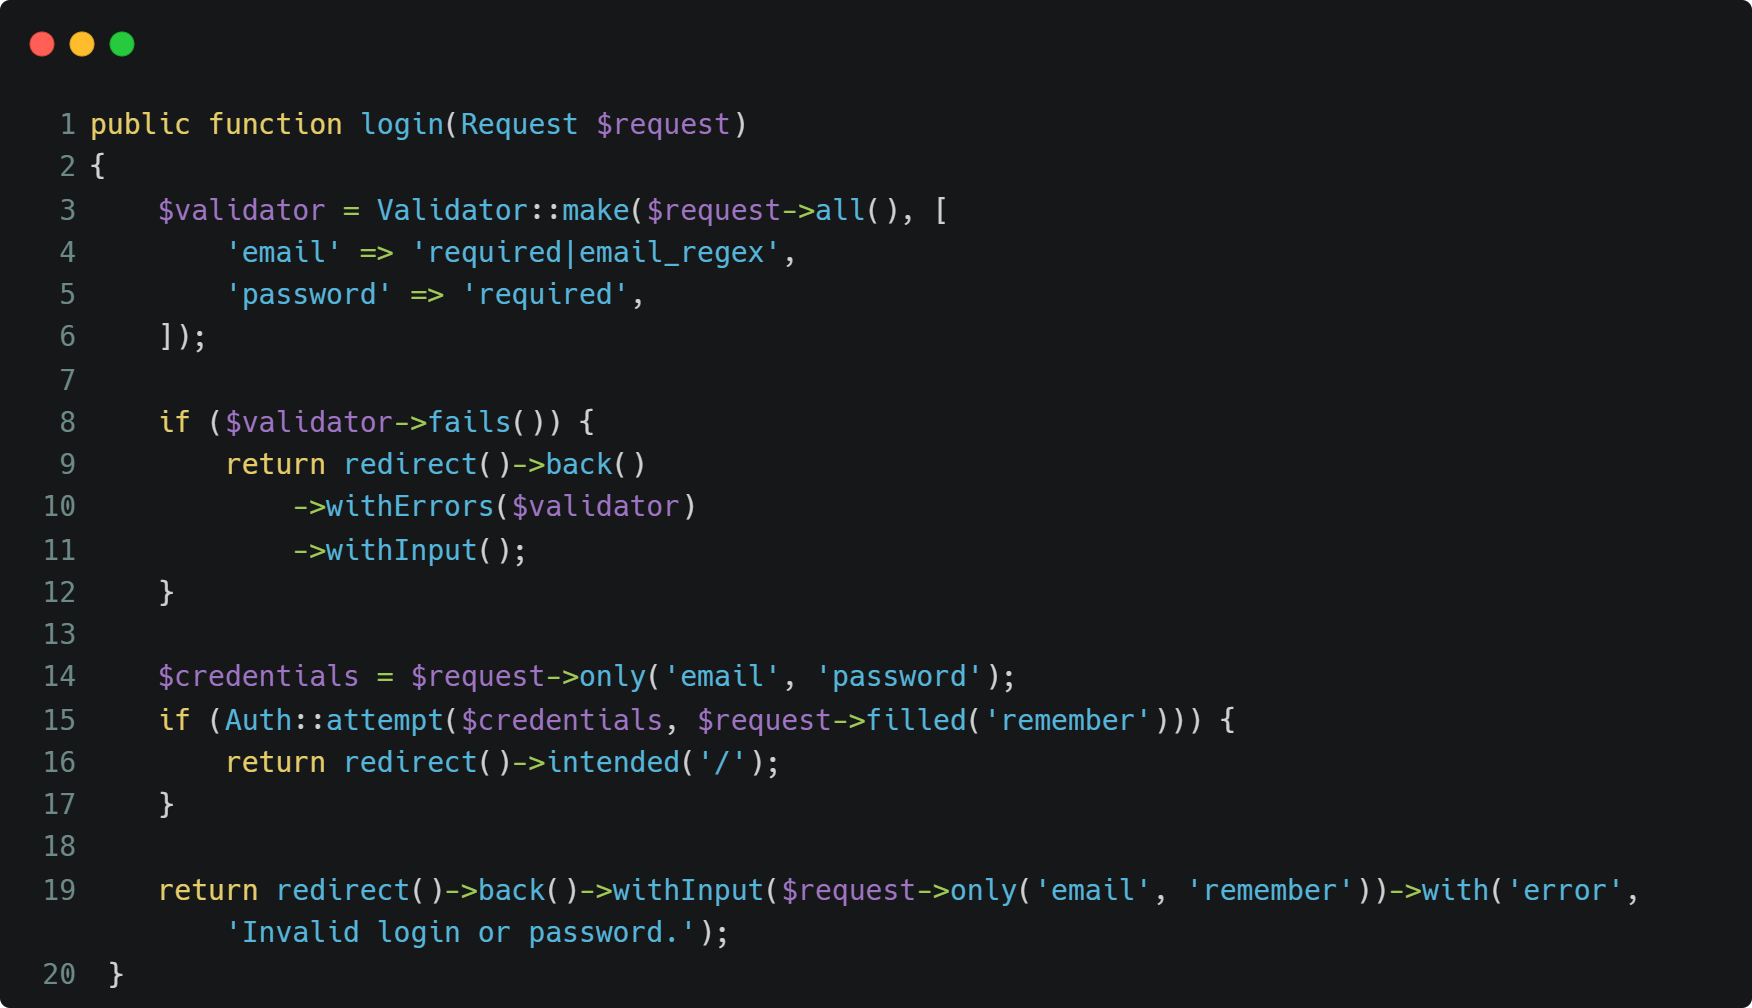 1 public function login(Request $request)
2 {
3     $validator = Validator::make($request->all(), [
4         'email' => 'required|email_regex',
5         'password' => 'required',
6     ]);
7
8     if ($validator->fails()) {
9         return redirect()->back()
10             ->withErrors($validator)
11             ->withInput();
12     }
13
14     $credentials = $request->only('email', 'password');
15     if (Auth::attempt($credentials, $request->filled('remember'))) {
16         return redirect()->intended('/');
17     }
18
19     return redirect()->back()->withInput($request->only('email', 'remember'))->with('error',
        'Invalid login or password.');
20  }